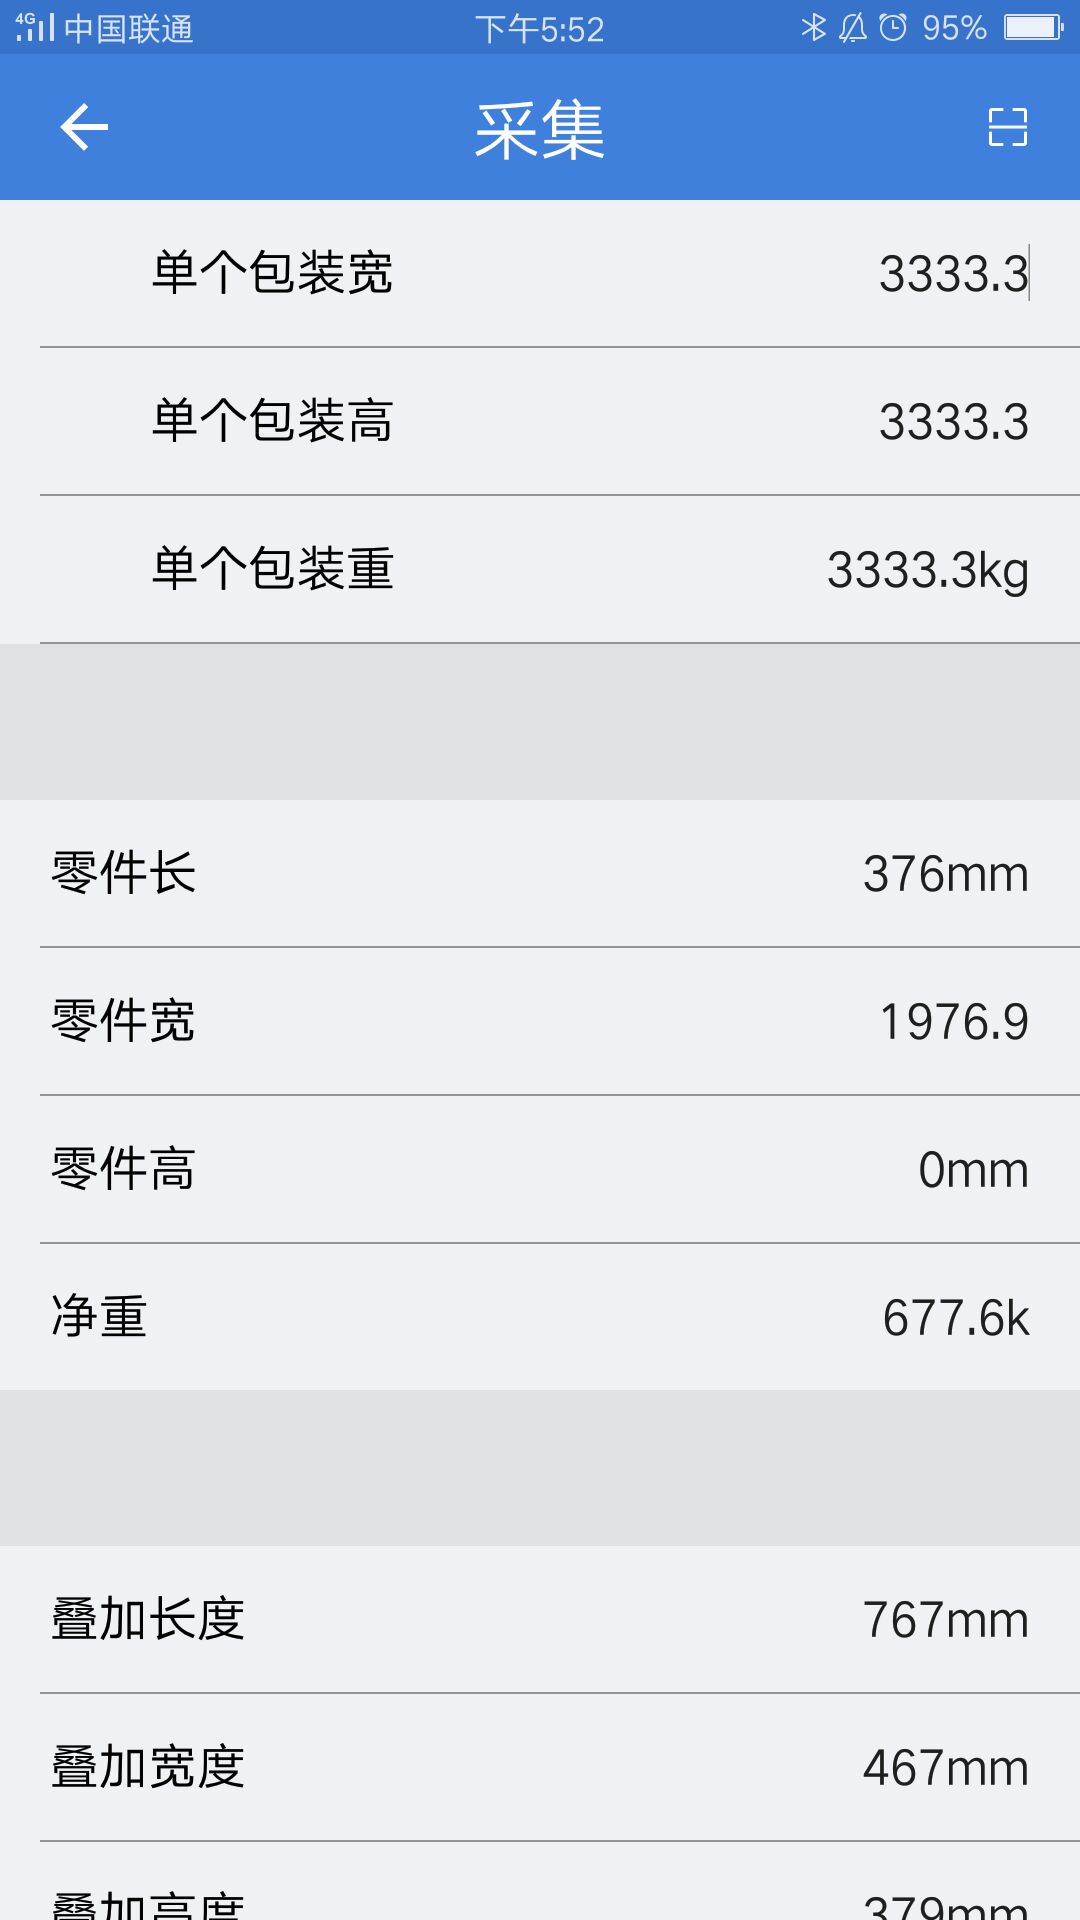 4G 中国联通 下午5:52 95%
采集
单个包装宽 3333.3
单个包装高 3333.3
单个包装重 3333.3kg
零件长 376mm
零件宽 1976.9
零件高 0mm
净重 677.6k
叠加长度 767mm
叠加宽度 467mm
叠加高度 379mm